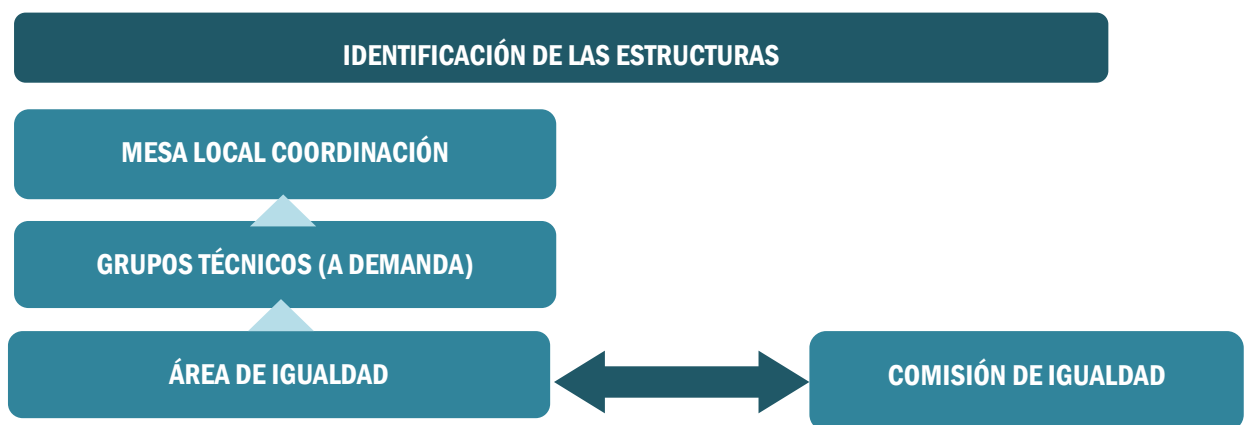 IDENTIFICACIÓN DE LAS ESTRUCTURAS
MESA LOCAL COORDINACIÓN
GRUPOS TÉCNICOS (A DEMANDA)
ÁREA DE IGUALDAD
COMISIÓN DE IGUALDAD